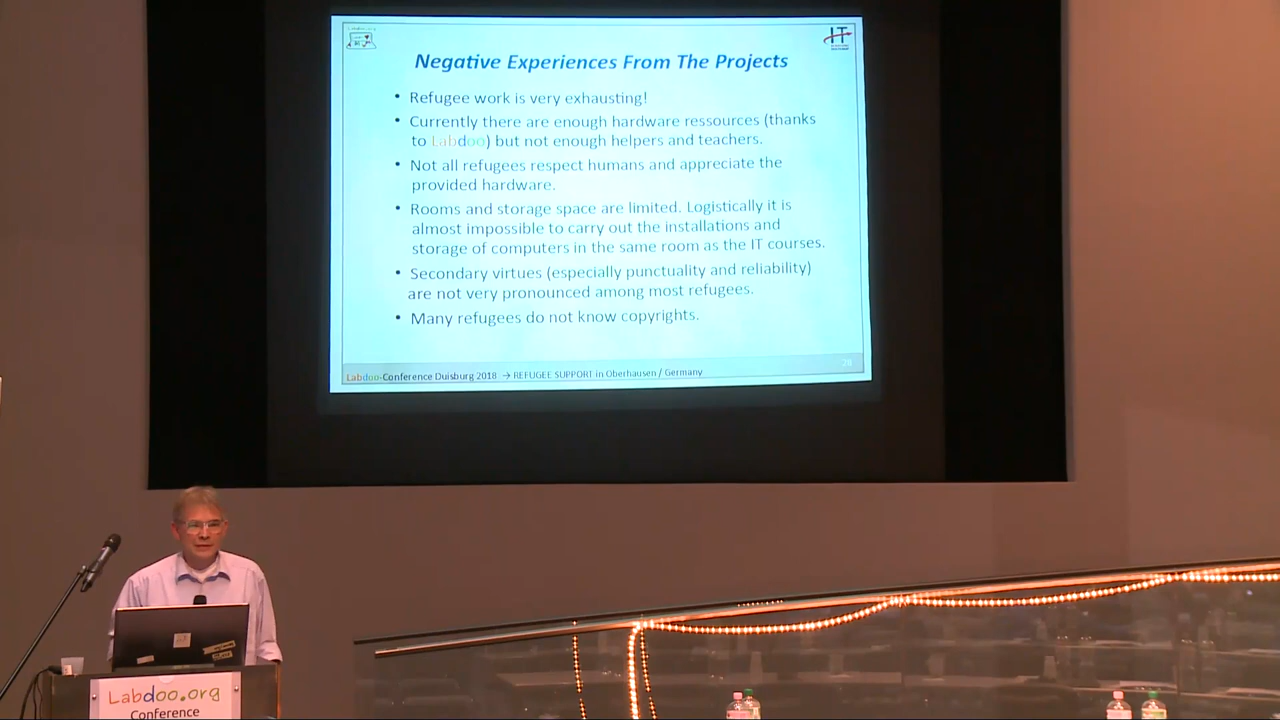 IT
Negative Experiences From The Projects
• Refugee work is very exhausting!
• Currently there are enough hardware ressources (thanks
to Labdoo) but not enough helpers and teachers.
• Not all refugees respect humans and appreciate the
provided hardware.
• Rooms and storage space are limited. Logistically it is
almost impossible to carry out the installations and
storage of computers in the same room as the IT courses.
• Secondary virtues (especially punctuality and reliability)
are not very pronounced among most refugees.
• Many refugees do not know copyrights.
28
Labdoo-Conference Duisburg 2018 → REFUGEE SUPPORT in Oberhausen / Germany
Labdoo.org
Conference